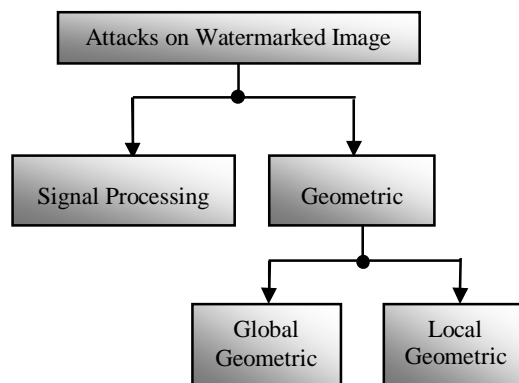 Attacks on Watermarked Image
Signal Processing
Geometric
Global
Geometric
Local
Geometric